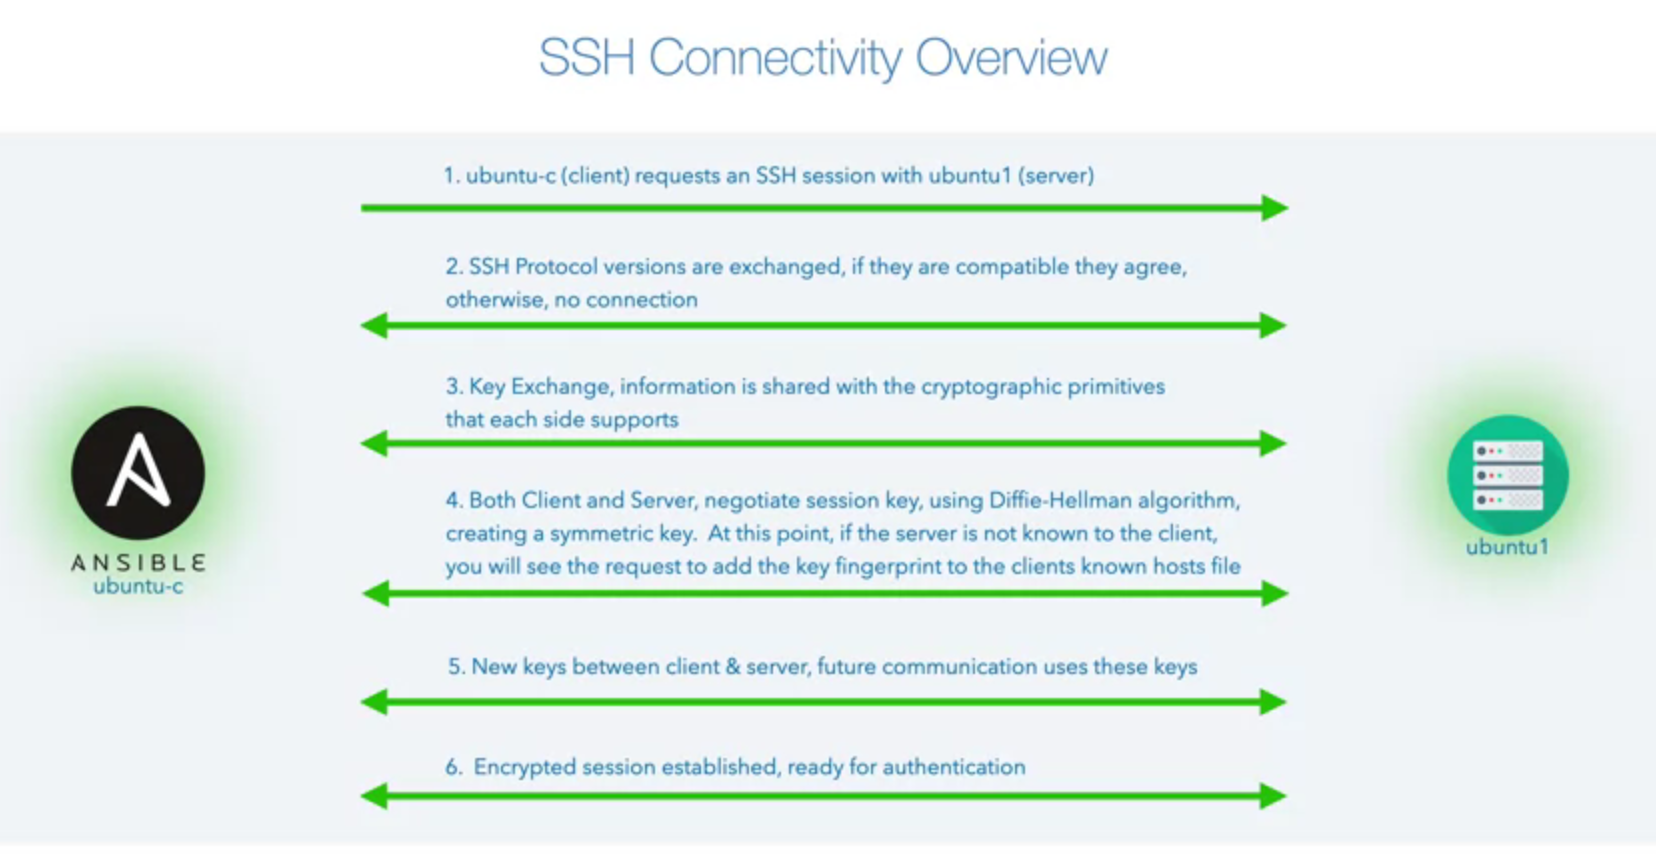 SSH Connectivity Overview
1. ubuntu-c (client) requests an SSH session with ubuntu1 (server)
2. SSH Protocol versions are exchanged, if they are compatible they agree,
otherwise, no connection
3. Key Exchange, information is shared with the cryptographic primitives
that each side supports
4. Both Client and Server, negotiate session key, using Diffie-Hellman algorithm,
creating a symmetric key. At this point, if the server is not known to the client,
you will see the request to add the key fingerprint to the clients known hosts file
5. New keys between client & server, future communication uses these keys
6. Encrypted session established, ready for authentication
ANSIBLE
ubuntu-c
ubuntu1